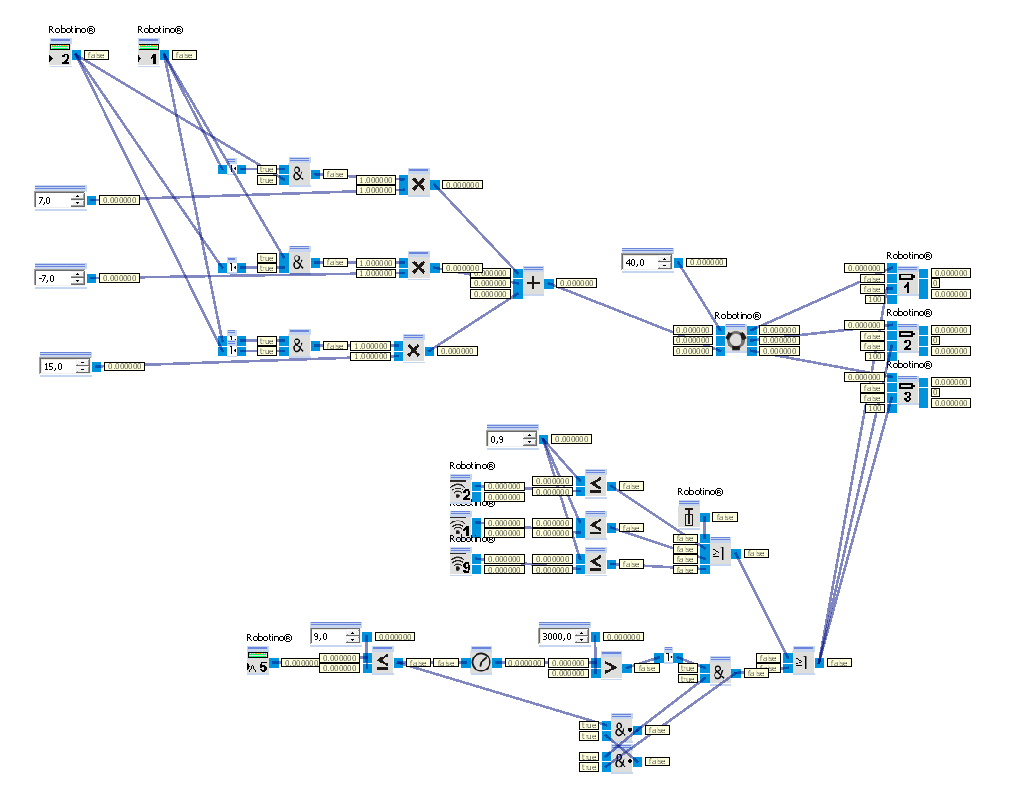 Robotino® Robotino®
2 false 1 false
true & false 1.000000 × 0.000000
true 1.000000
7,0 0.000000
Robotino®
true & false 1.000000 × 0.000000 40,0 0.000000 0.000000 0.000000
true 1.000000 0.000000 false 1 0
-7,0 0.000000 0.000000 + 0.000000 false 0.000000
0.000000 100
Robotino® Robotino®
0.000000 0.000000 0.000000 0.000000
true & false 1.000000 × 0.000000 0.000000 0.000000 false 2 0
true 1.000000 0.000000 0.000000 false 0.000000
100
15,0 0.000000 Robotino®
0.000000 0.000000
false 3 0
false 0.000000
100
0,9 0.000000
Robotino®
0.000000 0.000000 ≤ false
2 0.000000 0.000000
Robotino®
Robotino®
false
0.000000 0.000000 ≤ false
1 0.000000 0.000000
Robotino®
false
false ≥1 false
false
false
0.000000 0.000000 ≤ false
9 0.000000 0.000000
Robotino® 9,0 0.000000 3000,0 0.000000
5 0.000000 0.000000 ≤ false false 0.000000 0.000000 > false true & false false ≥1 false
0.000000 0.000000 true false
true & false
true
true & false
true